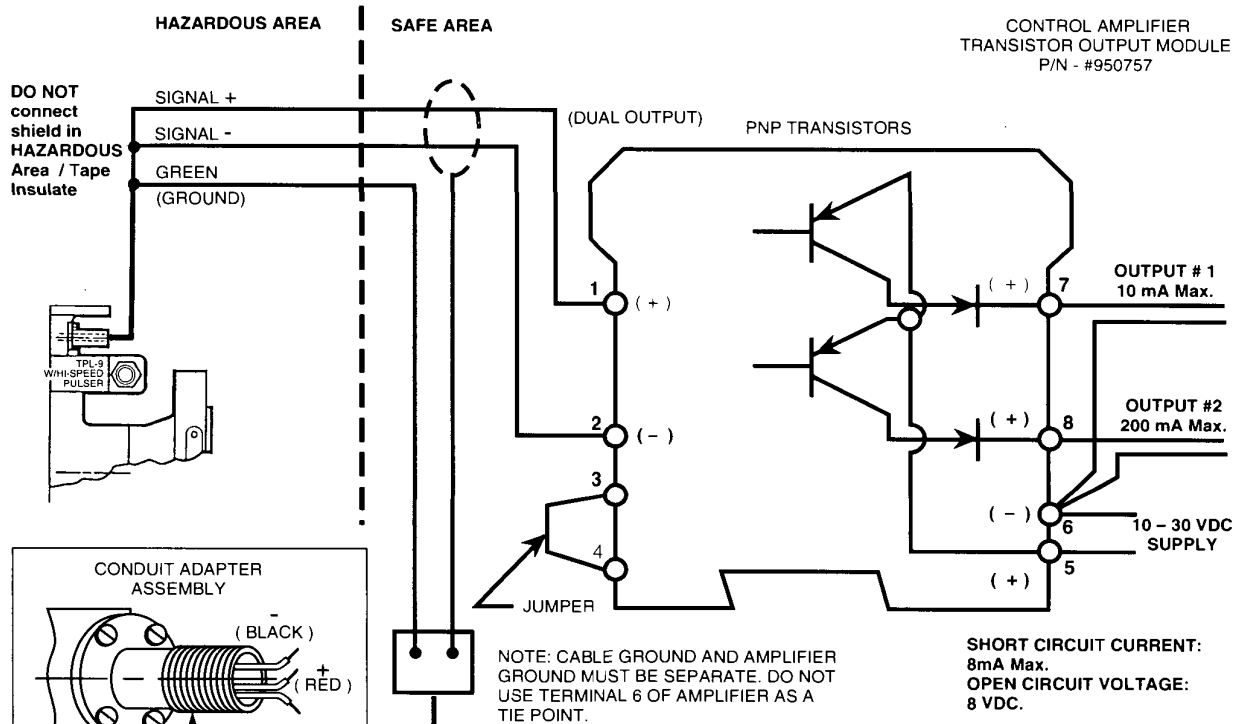 HAZARDOUS AREA
SAFE AREA
CONTROL AMPLIFIER
TRANSISTOR OUTPUT MODULE
P/N - #950757
DO NOT
connect
shield in
HAZARDOUS
Area / Tape
Insulate
SIGNAL +
SIGNAL -
GREEN
(GROUND)
(DUAL OUTPUT)
PNP TRANSISTORS
1
( + )
( + )
7
OUTPUT # 1
10 mA Max.
TPL-9
W/HI-SPEED
PULSER
2
( - )
( + )
8
OUTPUT #2
200 mA Max.
3
4
JUMPER
( - )
6
10 – 30 VDC
SUPPLY
( + )
5
CONDUIT ADAPTER
ASSEMBLY
-
( BLACK )
+
( RED )
NOTE: CABLE GROUND AND AMPLIFIER
GROUND MUST BE SEPARATE. DO NOT
USE TERMINAL 6 OF AMPLIFIER AS A
TIE POINT.
SHORT CIRCUIT CURRENT:
8mA Max.
OPEN CIRCUIT VOLTAGE:
8 VDC.